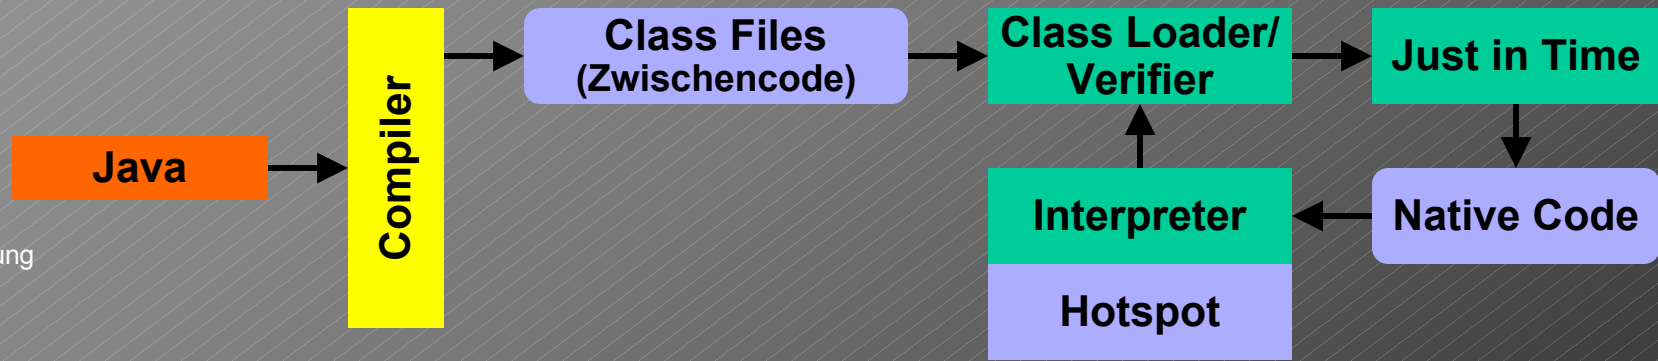 Java
Compiler
Class Files
(Zwischencode)
Class Loader/
Verifier
Just in Time
Interpreter
Native Code
Hotspot